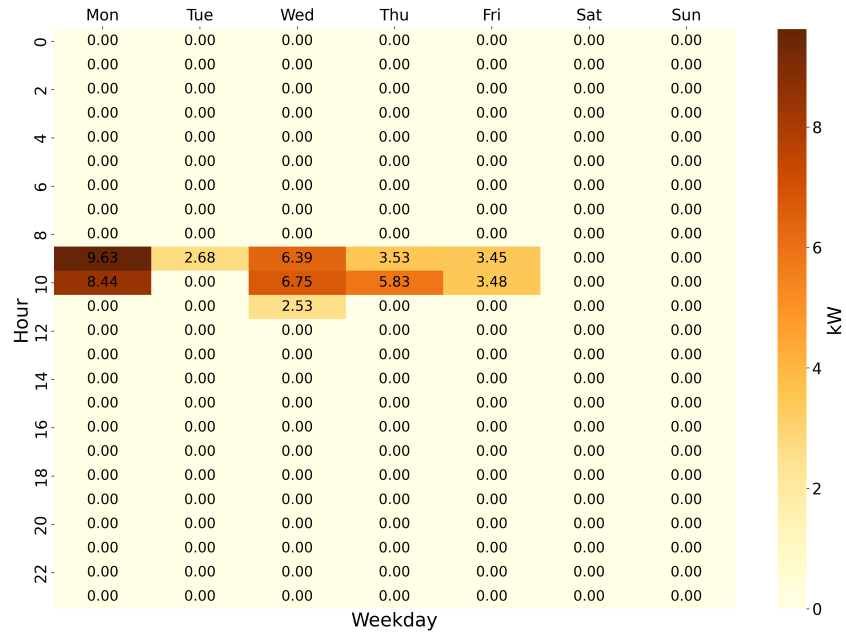 Mon Tue Wed Thu Fri Sat Sun
0 0.00 0.00 0.00 0.00 0.00 0.00 0.00
0.00 0.00 0.00 0.00 0.00 0.00 0.00
2 0.00 0.00 0.00 0.00 0.00 0.00 0.00
0.00 0.00 0.00 0.00 0.00 0.00 0.00
4 0.00 0.00 0.00 0.00 0.00 0.00 0.00
0.00 0.00 0.00 0.00 0.00 0.00 0.00
6 0.00 0.00 0.00 0.00 0.00 0.00 0.00
0.00 0.00 0.00 0.00 0.00 0.00 0.00
8 0.00 0.00 0.00 0.00 0.00 0.00 0.00
9.63 2.68 6.39 3.53 3.45 0.00 0.00
10 8.44 0.00 6.75 5.83 3.48 0.00 0.00
0.00 0.00 2.53 0.00 0.00 0.00 0.00
12 0.00 0.00 0.00 0.00 0.00 0.00 0.00
0.00 0.00 0.00 0.00 0.00 0.00 0.00
14 0.00 0.00 0.00 0.00 0.00 0.00 0.00
0.00 0.00 0.00 0.00 0.00 0.00 0.00
16 0.00 0.00 0.00 0.00 0.00 0.00 0.00
0.00 0.00 0.00 0.00 0.00 0.00 0.00
18 0.00 0.00 0.00 0.00 0.00 0.00 0.00
0.00 0.00 0.00 0.00 0.00 0.00 0.00
20 0.00 0.00 0.00 0.00 0.00 0.00 0.00
0.00 0.00 0.00 0.00 0.00 0.00 0.00
22 0.00 0.00 0.00 0.00 0.00 0.00 0.00
0.00 0.00 0.00 0.00 0.00 0.00 0.00
Hour
Weekday
8
6
4
2
0
kW